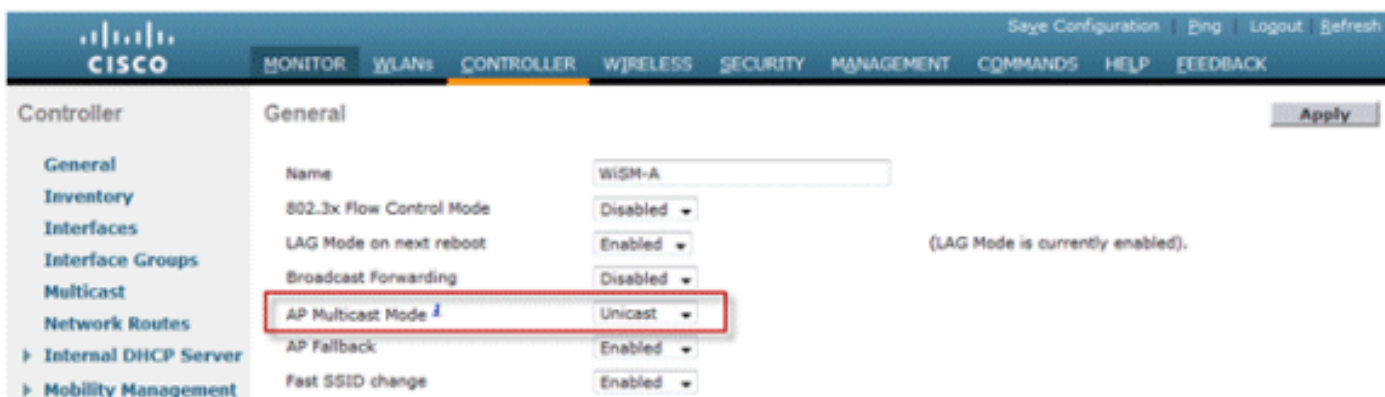 Save Configuration | Ping | Logout | Refresh
CISCO
MONITOR WLANs CONTROLLER WIRELESS SECURITY MANAGEMENT COMMANDS HELP FEEDBACK
Controller
General
Inventory
Interfaces
Interface Groups
Multicast
Network Routes
Internal DHCP Server
Mobility Management
General
Apply
Name WiSM-A
802.3x Flow Control Mode Disabled
LAG Mode on next reboot Enabled (LAG Mode is currently enabled).
Broadcast Forwarding Disabled
AP Multicast Mode 1 Unicast
AP Fallback Enabled
Fast SSID change Enabled